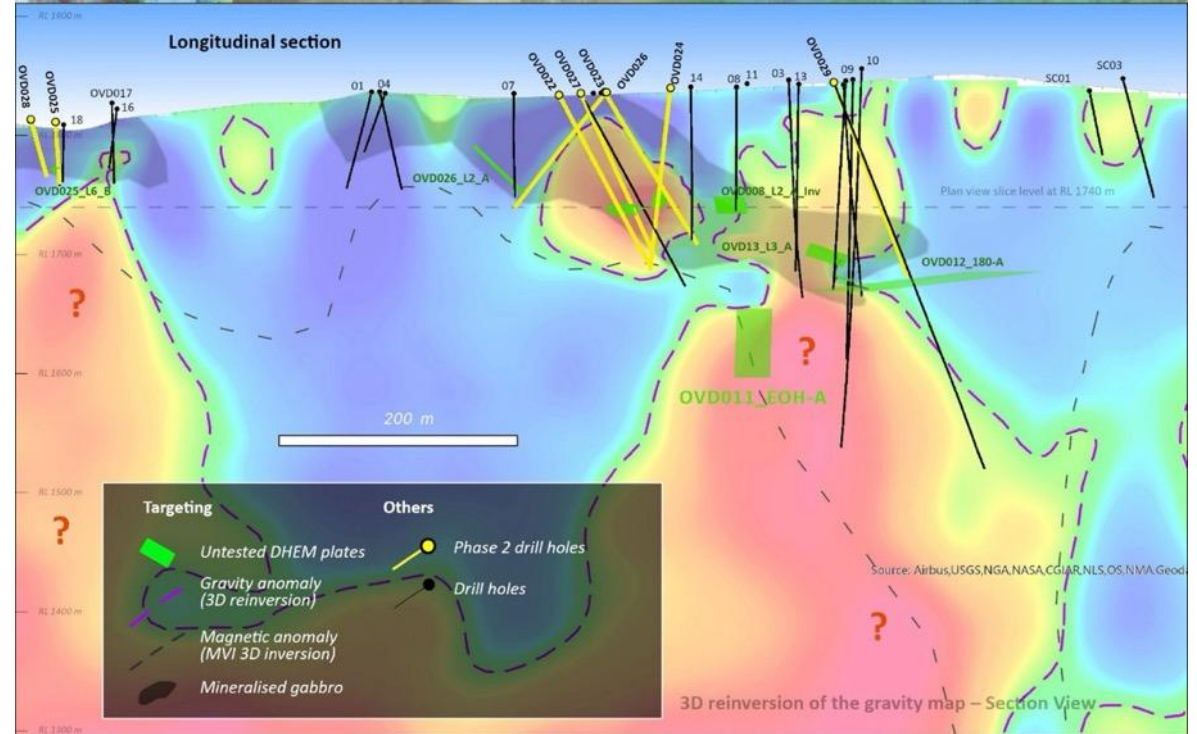 RL 1800 m
Longitudinal section
OVD028
OVD025
OVD017
16
18
01
04
07
OVD022
OVD027
OVD023
OVD026
OVD024
14
08
11
03
13
OVD029
09
10
SC01
SC03
OVD025_L6_B
OVD026_L2_A
OVD008_L2_A_Inv
Plan view slice level at RL 1740 m
RL 1700 m
OVD13_L3_A
OVD012_180-A
?
?
RL 1600 m
OVD011_EOH-A
200 m
RL 1500 m
?
Targeting
Others
Untested DHEM plates
Phase 2 drill holes
Gravity anomaly
(3D reinversion)
Drill holes
Source: Airbus,USGS,NGA,NASA,CGIAR,NLS,OS,NMA,Geoda
RL 1400 m
?
Magnetic anomaly
(MVI 3D inversion)
Mineralised gabbro
3D reinversion of the gravity map – Section View
RL 1300 m